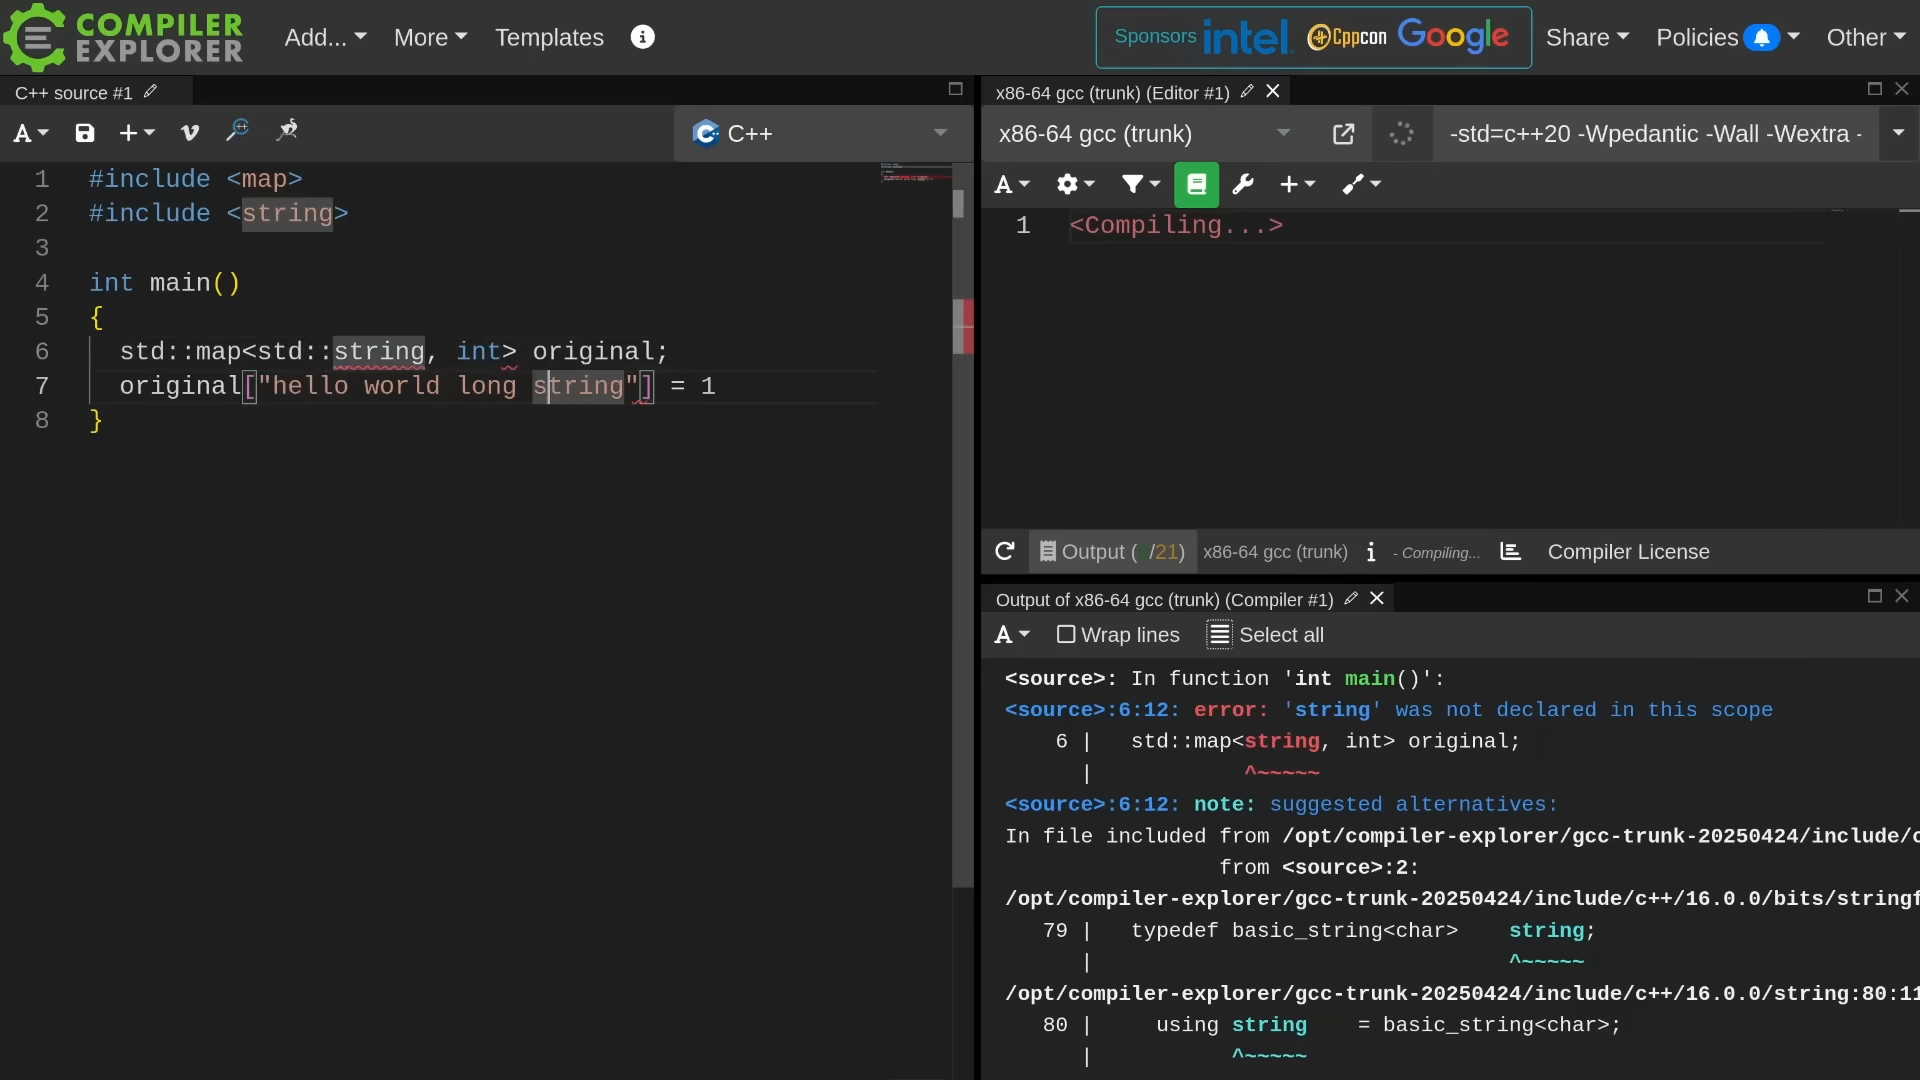 COMPILER EXPLORER
Add...
More
Templates
Sponsors intel. Cppcon Google
Share
Policies
Other
C++ source #1
A
C++
1 #include <map>
2 #include <string>
3
4 int main()
5 {
6   std::map<std::string, int> original;
7   original["hello world long string"] = 1
8 }
x86-64 gcc (trunk) (Editor #1)
x86-64 gcc (trunk)
-std=c++20 -Wpedantic -Wall -Wextra -
A
1 <Compiling...>
Output ( /21) x86-64 gcc (trunk) i - Compiling... Compiler License
Output of x86-64 gcc (trunk) (Compiler #1)
A Wrap lines Select all
<source>: In function 'int main()':
<source>:6:12: error: 'string' was not declared in this scope
6 |   std::map<string, int> original;
|            ^~~~~~
<source>:6:12: note: suggested alternatives:
In file included from /opt/compiler-explorer/gcc-trunk-20250424/include/c
from <source>:2:
/opt/compiler-explorer/gcc-trunk-20250424/include/c++/16.0.0/bits/stringf
79 |   typedef basic_string<char>    string;
|                                 ^~~~~~
/opt/compiler-explorer/gcc-trunk-20250424/include/c++/16.0.0/string:80:11
80 |     using string    = basic_string<char>;
|           ^~~~~~